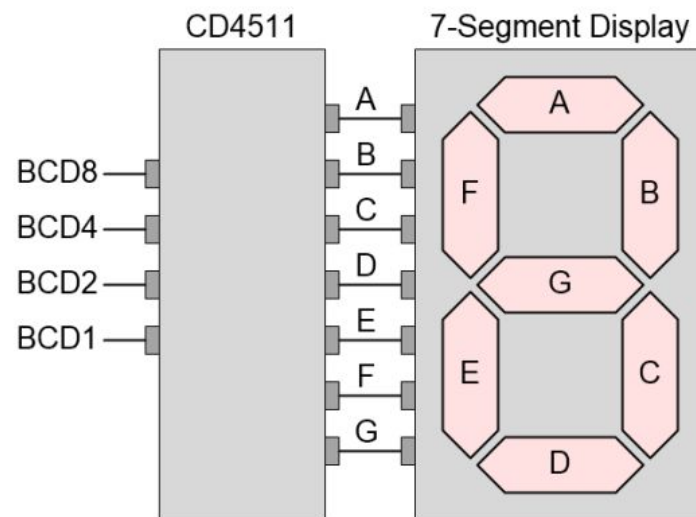 CD4511
7-Segment Display
BCD8
BCD4
BCD2
BCD1
A
B
C
D
E
F
G
A
F
B
G
E
C
D